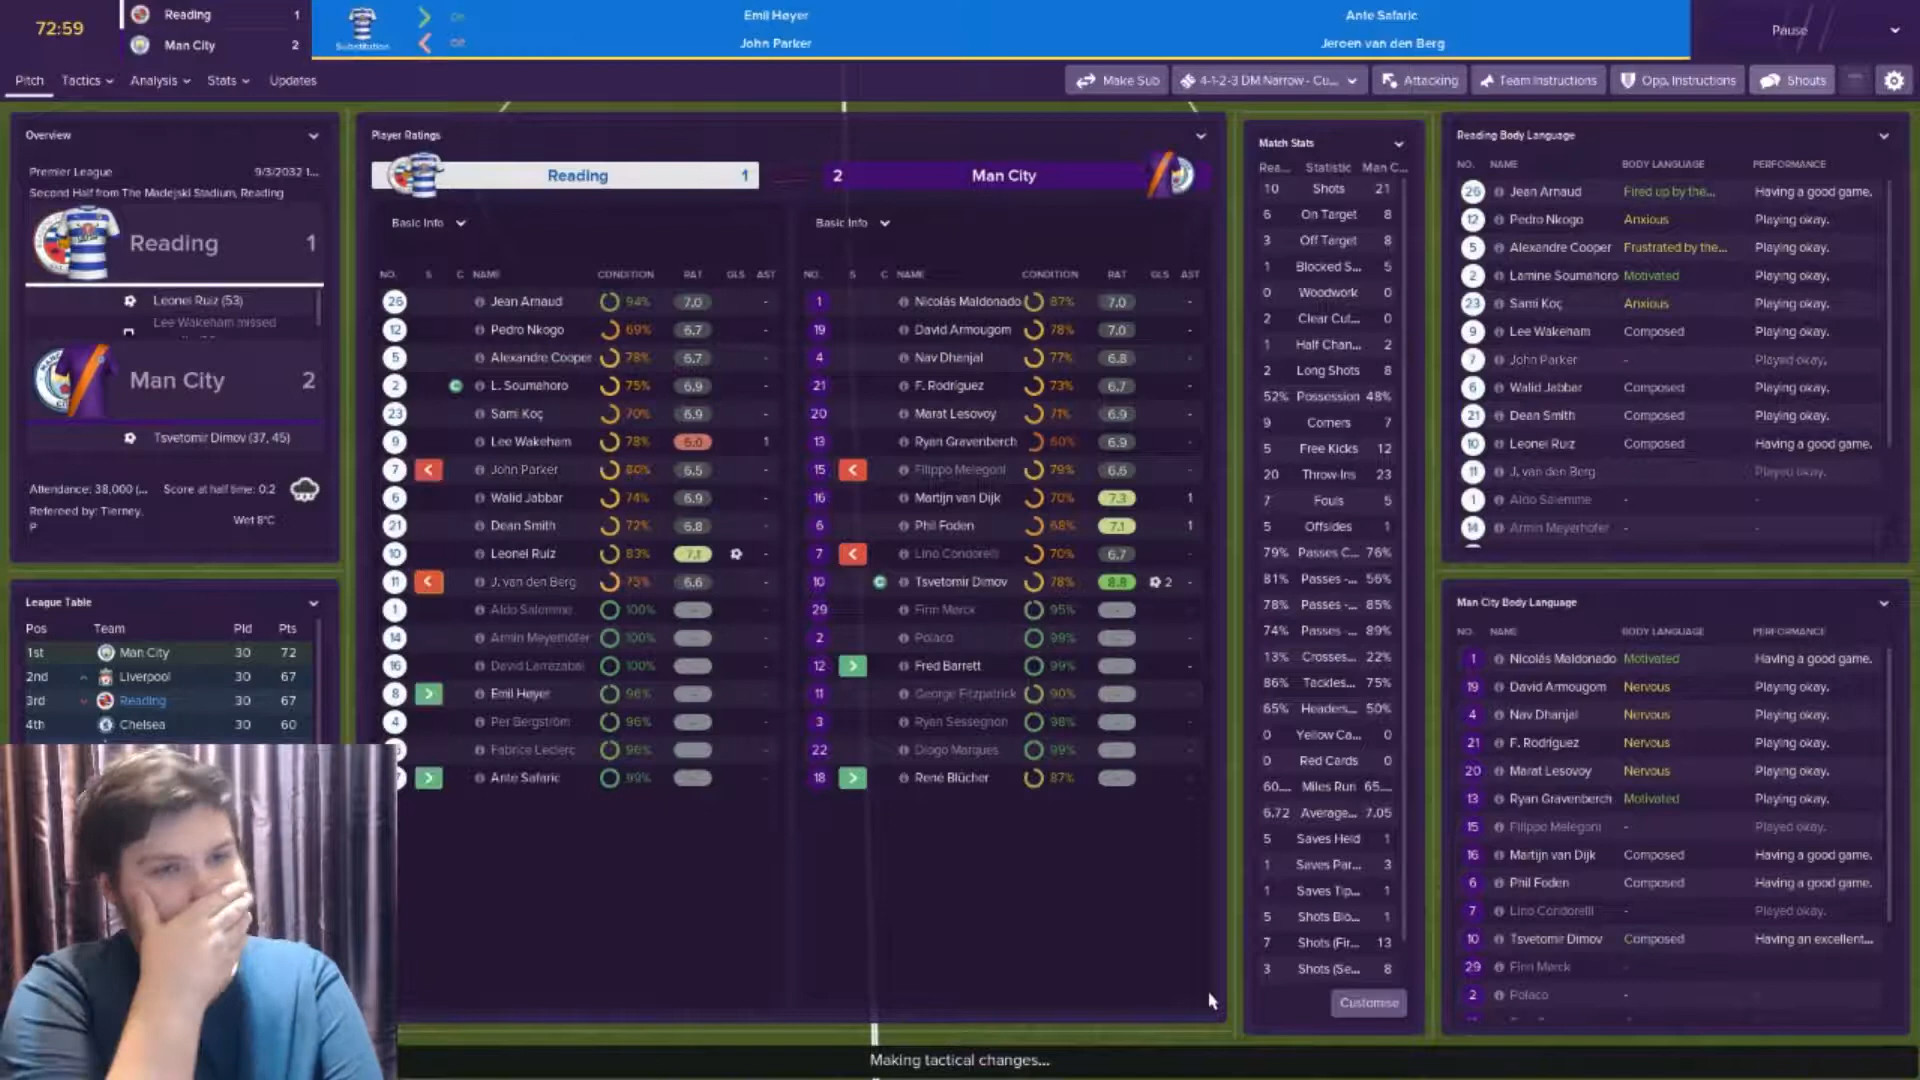 72:59
Reading 1
Man City 2
Substitution
On
Off
Emil Høyer
John Parker
Ante Safaric
Jeroen van den Berg
Pause
Pitch Tactics Analysis Stats Updates
Make Sub
4-1-2-3 DM Narrow - Cu...
Attacking
Team Instructions
Opp. Instructions
Shouts
Overview
Premier League 9/3/2032 1...
Second Half from The Madejski Stadium, Reading
Reading 1
Leonel Ruiz (53)
Lee Wakeham missed
Man City 2
Tsvetomir Dimov (37, 45)
Attendance: 38,000 (... Score at half time: 0:2
Refereed by: Tierney, P
Wet 8°C
League Table
Pos Team Pld Pts
1st Man City 30 72
2nd Liverpool 30 67
3rd Reading 30 67
4th Chelsea 30 60
Player Ratings
Reading 1
2 Man City
Basic Info
Basic Info
NO. S C NAME CONDITION RAT GLS AST
26 Jean Arnaud 94% 7.0 -
12 Pedro Nkogo 69% 6.7 -
5 Alexandre Cooper 78% 6.7 -
2 C L. Soumahoro 75% 6.9 -
23 Sami Koç 70% 6.9 -
9 Lee Wakeham 78% 6.0 1
7 John Parker 80% 6.5 -
6 Walid Jabbar 74% 6.9 -
21 Dean Smith 72% 6.8 -
10 Leonel Ruiz 83% 7.1 -
11 J. van den Berg 75% 6.6 -
1 Aldo Salemme 100% - -
14 Armin Meyerhofer 100% - -
16 David Larrazabal 100% - -
8 Emil Høyer 96% - -
4 Per Bergström 96% - -
Fabrice Leclerc 96% - -
Ante Safaric 99% - -
NO. S C NAME CONDITION RAT GLS AST
1 Nicolás Maldonado 87% 7.0 -
19 David Armougom 78% 7.0 -
4 Nav Dhanjal 77% 6.8 -
21 F. Rodríguez 73% 6.7 -
20 Marat Lesovoy 71% 6.9 -
13 Ryan Gravenberch 60% 6.9 -
15 Filippo Melegoni 79% 6.6 -
16 Martijn van Dijk 70% 7.3 1
6 Phil Foden 68% 7.1 1
7 Lino Condorelli 70% 6.7 -
10 C Tsvetomir Dimov 78% 8.8 2 -
29 Finn Mørck 95% - -
2 Polaco 99% - -
12 Fred Barrett 99% - -
11 George Fitzpatrick 90% - -
3 Ryan Sessegnon 98% - -
22 Diogo Marques 99% - -
18 René Blücher 87% - -
Match Stats
Rea... Statistic Man C...
10 Shots 21
6 On Target 8
3 Off Target 8
1 Blocked S... 5
0 Woodwork 0
2 Clear Cut... 0
1 Half Chan... 2
2 Long Shots 8
52% Possession 48%
9 Corners 7
5 Free Kicks 12
20 Throw-Ins 23
7 Fouls 5
5 Offsides 1
79% Passes C... 76%
81% Passes -... 56%
78% Passes -... 85%
74% Passes -... 89%
13% Crosses... 22%
86% Tackles... 75%
65% Headers... 50%
0 Yellow Ca... 0
0 Red Cards 0
60.... Miles Run 65....
6.72 Average... 7.05
5 Saves Held 1
1 Saves Par... 3
1 Saves Tip... 1
5 Shots Blo... 1
7 Shots (Fir... 13
3 Shots (Se... 8
Customise
Reading Body Language
NO. NAME BODY LANGUAGE PERFORMANCE
26 Jean Arnaud Fired up by the... Having a good game.
12 Pedro Nkogo Anxious Playing okay.
5 Alexandre Cooper Frustrated by the... Playing okay.
2 Lamine Soumahoro Motivated Playing okay.
23 Sami Koç Anxious Playing okay.
9 Lee Wakeham Composed Playing okay.
7 John Parker - Played okay.
6 Walid Jabbar Composed Playing okay.
21 Dean Smith Composed Playing okay.
10 Leonel Ruiz Composed Having a good game.
11 J. van den Berg Played okay.
1 Aldo Salemme - -
14 Armin Meyerhofer - -
Man City Body Language
NO. NAME BODY LANGUAGE PERFORMANCE
1 Nicolás Maldonado Motivated Having a good game.
19 David Armougom Nervous Playing okay.
4 Nav Dhanjal Nervous Playing okay.
21 F. Rodríguez Nervous Playing okay.
20 Marat Lesovoy Nervous Playing okay.
13 Ryan Gravenberch Motivated Playing okay.
15 Filippo Melegoni - Played okay.
16 Martijn van Dijk Composed Having a good game.
6 Phil Foden Composed Having a good game.
7 Lino Condorelli - Played okay.
10 Tsvetomir Dimov Composed Having an excellent...
29 Finn Mørck -
2 Polaco - -
Making tactical changes...